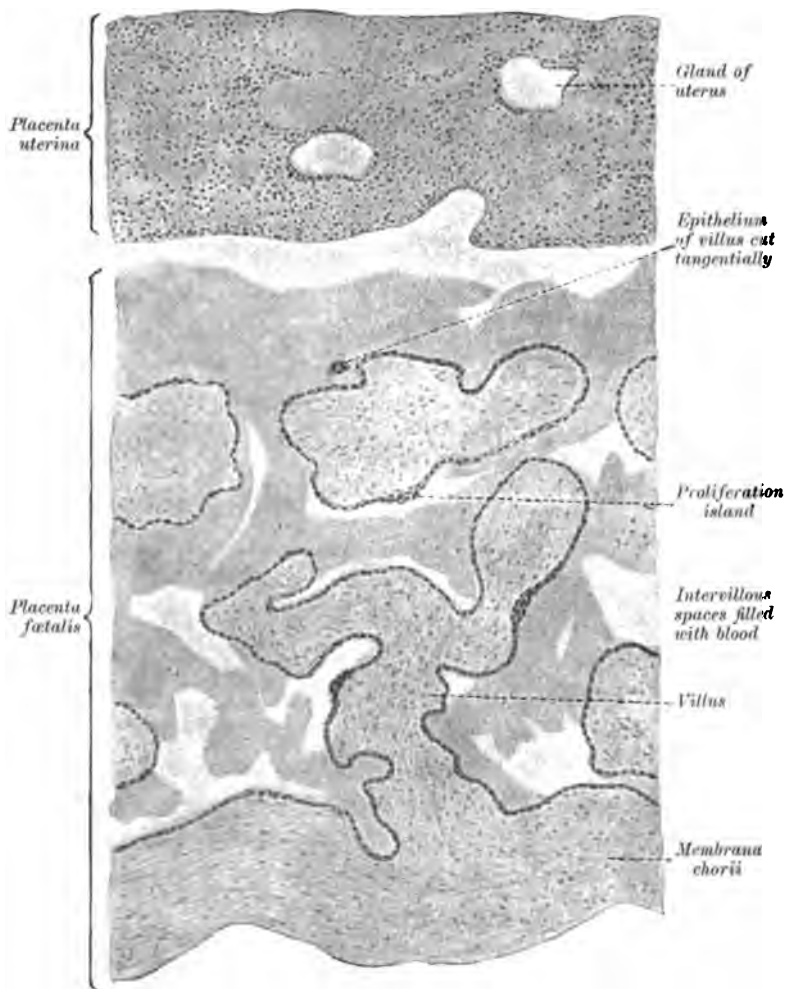 Gland of
uterus
Placenta
uterina
Epithelium
of villus cut
tangentially
Proliferation
island
Intervillous
spaces filled
with blood
Placenta
fœtalis
Villus
Membrana
chorii